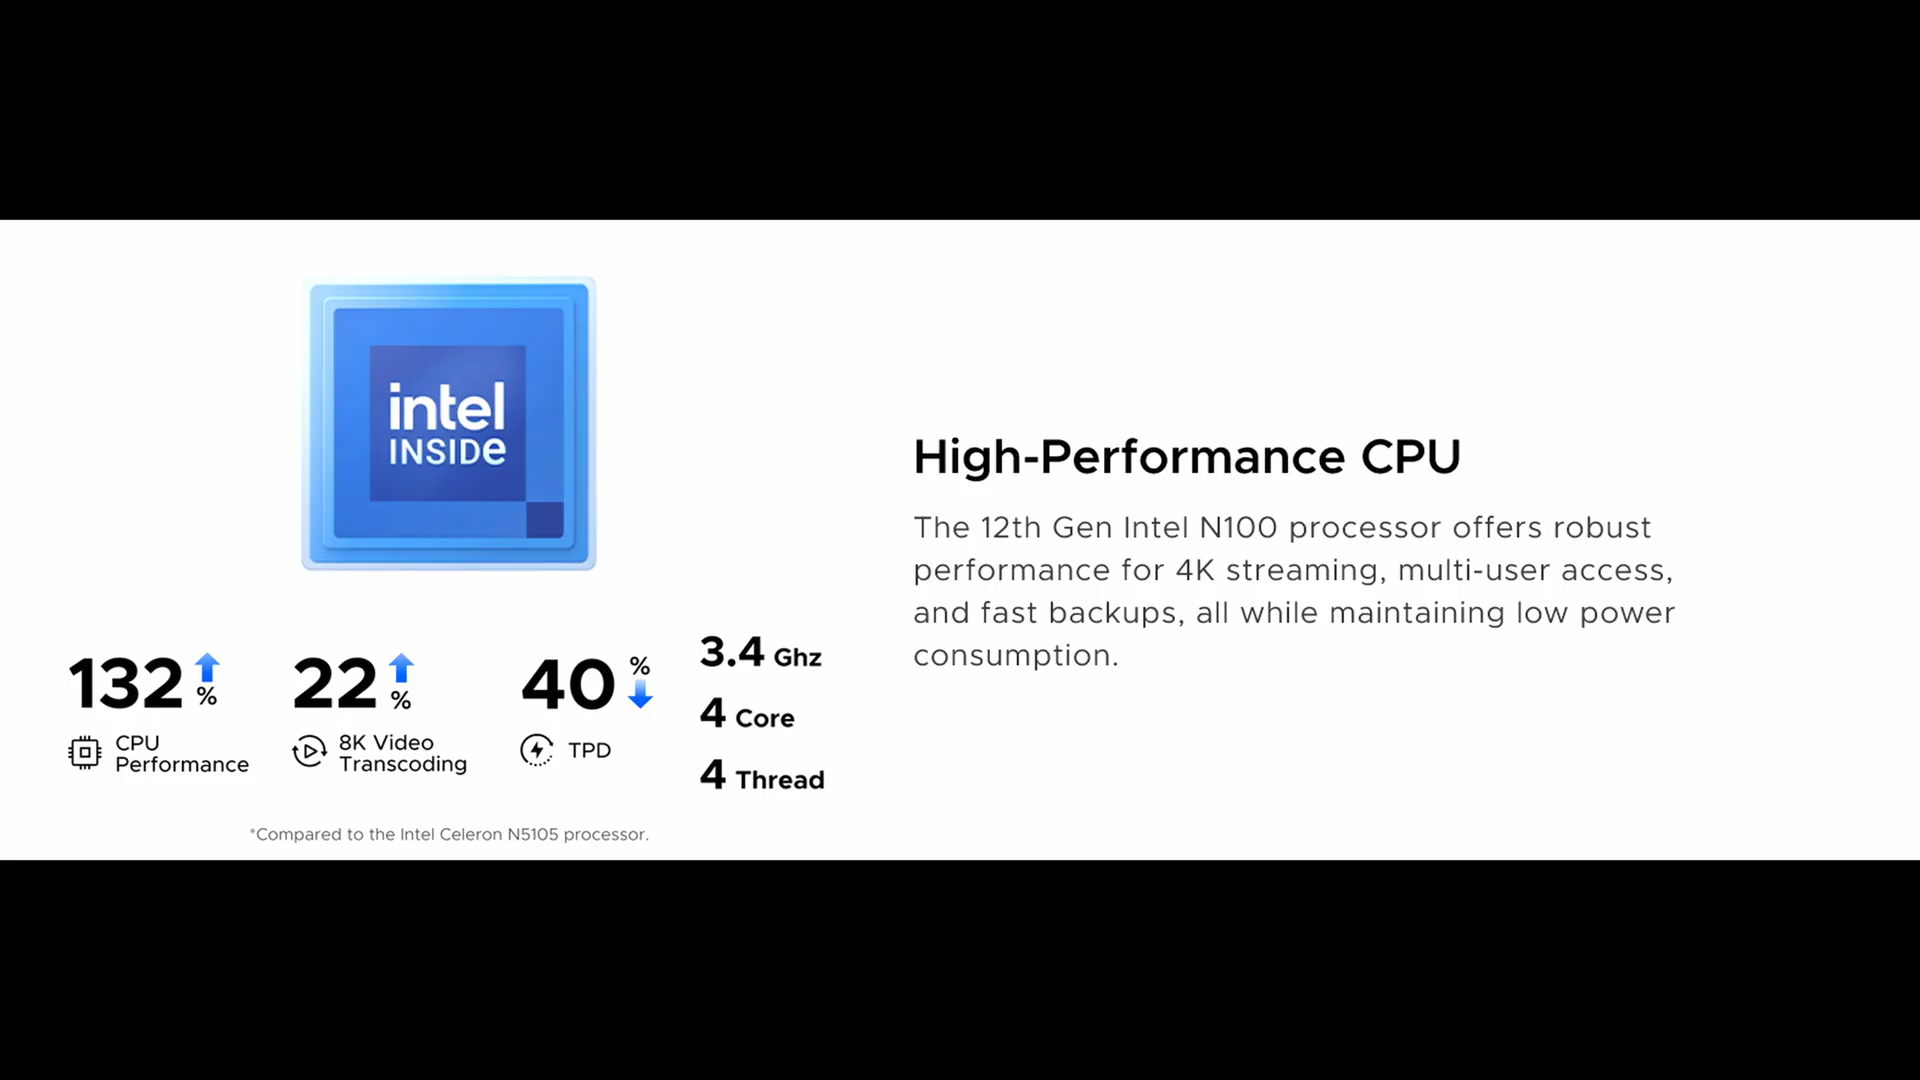 intel
INSIDe
132 %
CPU
Performance
22 %
8K Video
Transcoding
40 %
TPD
3.4 Ghz
4 Core
4 Thread
*Compared to the Intel Celeron N5105 processor.
High-Performance CPU
The 12th Gen Intel N100 processor offers robust
performance for 4K streaming, multi-user access,
and fast backups, all while maintaining low power
consumption.